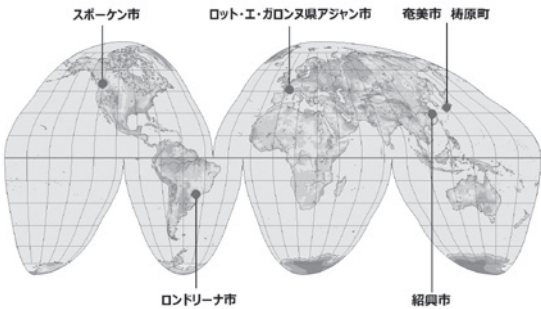 スポーケン市
ロット・エ・ガロンヌ県アジャン市
奄美市 梼原町
ロンドリーナ市
紹興市